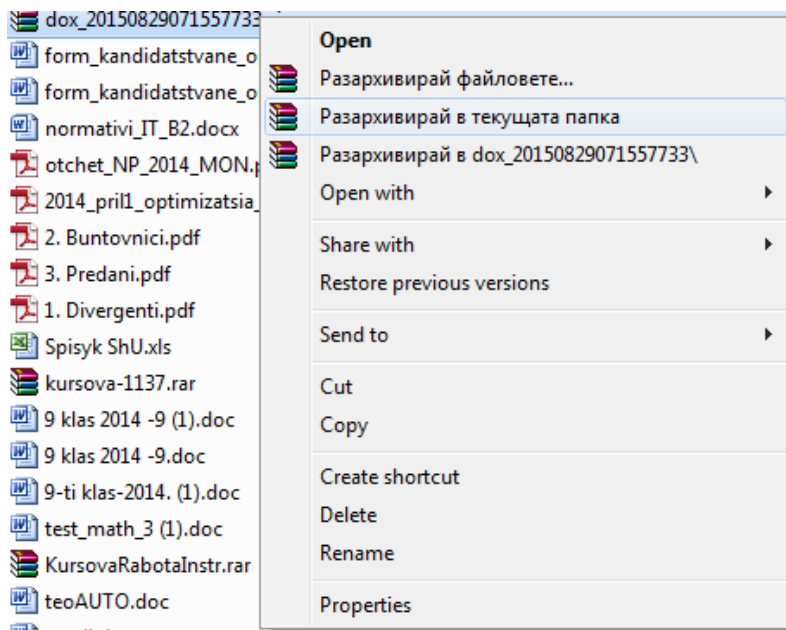 dox_20150829071557733
form_kandidatstvane_o
form_kandidatstvane_o
normativi_IT_B2.docx
otchet_NP_2014_MON.p
2014_pril1_optimizatsia_
2. Buntovnici.pdf
3. Predani.pdf
1. Divergenti.pdf
Spisyk ShU.xls
kursova-1137.rar
9 klas 2014 -9 (1).doc
9 klas 2014 -9.doc
9-ti klas-2014. (1).doc
test_math_3 (1).doc
KursovaRabotaInstr.rar
teoAUTO.doc
Open
Разархивирай файловете...
Разархивирай в текущата папка
Разархивирай в dox_20150829071557733\
Open with
Share with
Restore previous versions
Send to
Cut
Copy
Create shortcut
Delete
Rename
Properties